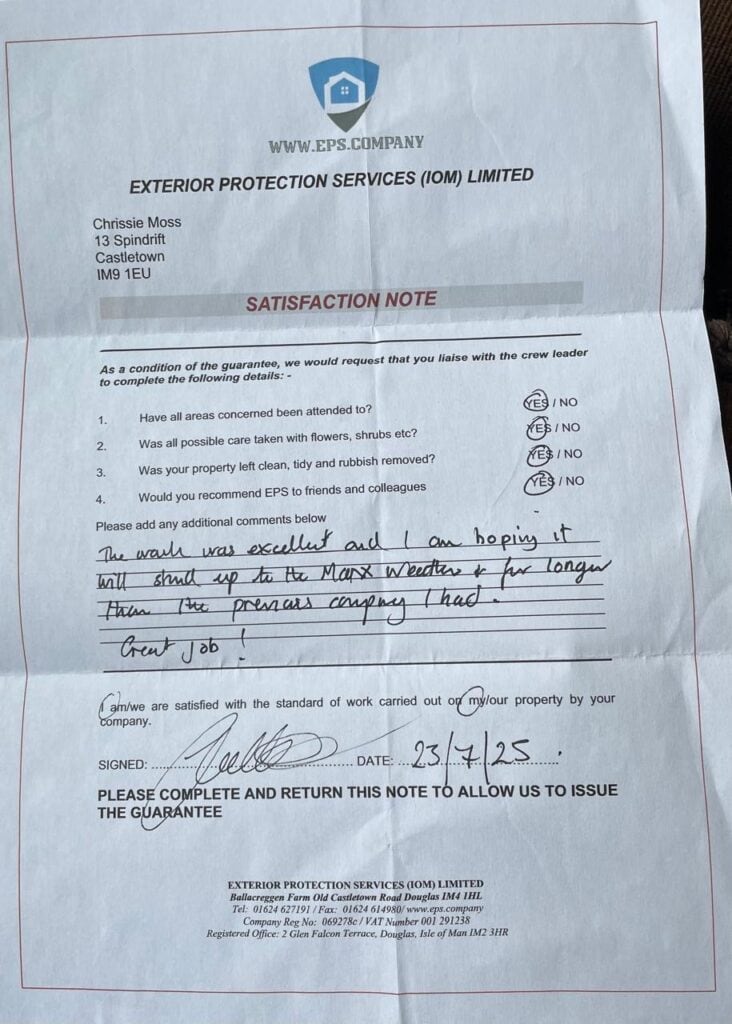 WWW.EPS.COMPANY
EXTERIOR PROTECTION SERVICES (IOM) LIMITED
Chrissie Moss
13 Spindrift
Castletown
IM9 1EU
SATISFACTION NOTE
As a condition of the guarantee, we would request that you liaise with the crew leader
to complete the following details: -
1. Have all areas concerned been attended to? YES / NO
2. Was all possible care taken with flowers, shrubs etc? YES / NO
3. Was your property left clean, tidy and rubbish removed? YES / NO
4. Would you recommend EPS to friends and colleagues YES / NO
Please add any additional comments below
The work was excellent and I am hoping it
will stand up to the Manx Weather & for longer
than the previous company I had.
Great job!
I am/we are satisfied with the standard of work carried out on my/our property by your
company.
SIGNED: DATE: 23/7/25
PLEASE COMPLETE AND RETURN THIS NOTE TO ALLOW US TO ISSUE
THE GUARANTEE
EXTERIOR PROTECTION SERVICES (IOM) LIMITED
Ballacreggen Farm Old Castletown Road Douglas IM4 1HL
Tel: 01624 627191 / Fax: 01624 614980/ www.eps.company
Company Reg No: 069278c / VAT Number 001 291238
Registered Office: 2 Glen Falcon Terrace, Douglas, Isle of Man IM2 3HR